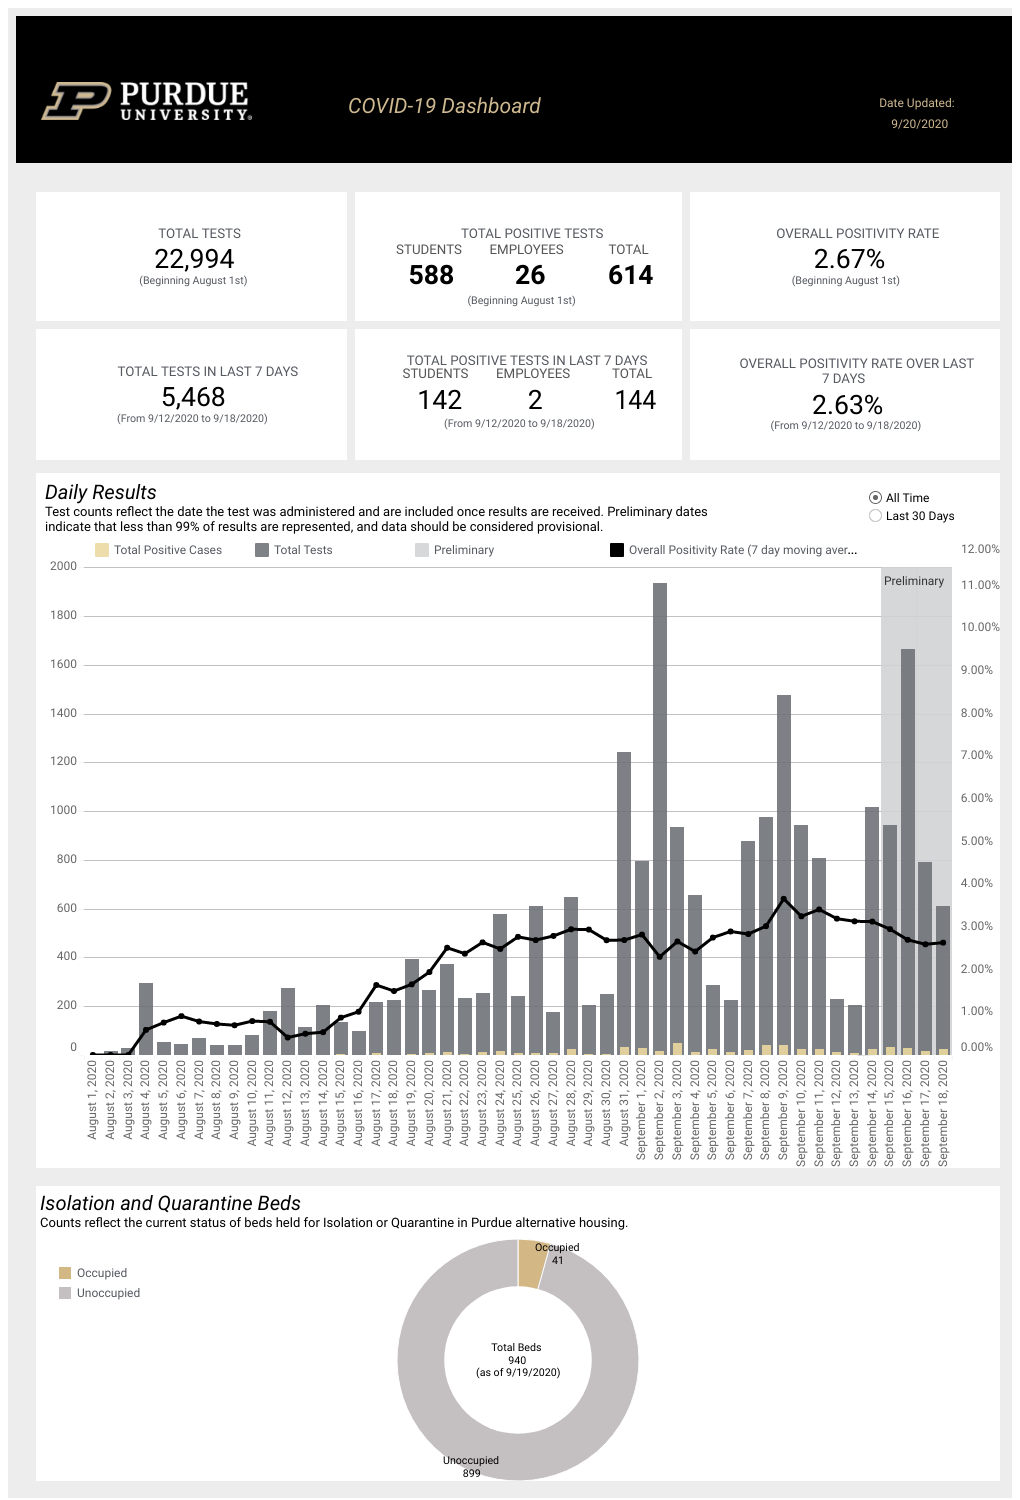 PURDUE
UNIVERSITY®
COVID-19 Dashboard
Date Updated:
9/20/2020
TOTAL TESTS
22,994
(Beginning August 1st)
TOTAL POSITIVE TESTS
STUDENTS EMPLOYEES TOTAL
588 26 614
(Beginning August 1st)
OVERALL POSITIVITY RATE
2.67%
(Beginning August 1st)
TOTAL TESTS IN LAST 7 DAYS
5,468
(From 9/12/2020 to 9/18/2020)
TOTAL POSITIVE TESTS IN LAST 7 DAYS
STUDENTS EMPLOYEES TOTAL
142 2 144
(From 9/12/2020 to 9/18/2020)
OVERALL POSITIVITY RATE OVER LAST
7 DAYS
2.63%
(From 9/12/2020 to 9/18/2020)
Daily Results
Test counts reflect the date the test was administered and are included once results are received. Preliminary dates
indicate that less than 99% of results are represented, and data should be considered provisional.
All Time
Last 30 Days
Total Positive Cases Total Tests Preliminary Overall Positivity Rate (7 day moving aver...
2000
1800
1600
1400
1200
1000
800
600
400
200
0
Preliminary
12.00%
11.00%
10.00%
9.00%
8.00%
7.00%
6.00%
5.00%
4.00%
3.00%
2.00%
1.00%
0.00%
August 1, 2020
August 2, 2020
August 3, 2020
August 4, 2020
August 5, 2020
August 6, 2020
August 7, 2020
August 8, 2020
August 9, 2020
August 10, 2020
August 11, 2020
August 12, 2020
August 13, 2020
August 14, 2020
August 15, 2020
August 16, 2020
August 17, 2020
August 18, 2020
August 19, 2020
August 20, 2020
August 21, 2020
August 22, 2020
August 23, 2020
August 24, 2020
August 25, 2020
August 26, 2020
August 27, 2020
August 28, 2020
August 29, 2020
August 30, 2020
August 31, 2020
September 1, 2020
September 2, 2020
September 3, 2020
September 4, 2020
September 5, 2020
September 6, 2020
September 7, 2020
September 8, 2020
September 9, 2020
September 10, 2020
September 11, 2020
September 12, 2020
September 13, 2020
September 14, 2020
September 15, 2020
September 16, 2020
September 17, 2020
September 18, 2020
Isolation and Quarantine Beds
Counts reflect the current status of beds held for Isolation or Quarantine in Purdue alternative housing.
Occupied
Unoccupied
Occupied
41
Total Beds
940
(as of 9/19/2020)
Unoccupied
899